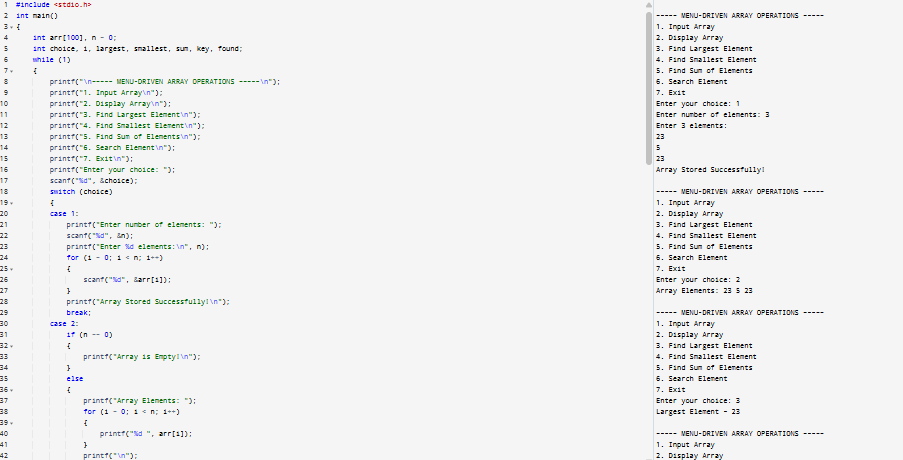 1 #include <stdio.h>
2 int main()
3 {
4 int arr[100], n = 0;
5 int choice, i, largest, smallest, sum, key, found;
6 while (1)
7 {
8 printf("\n----- MENU-DRIVEN ARRAY OPERATIONS -----\n");
9 printf("1. Input Array\n");
10 printf("2. Display Array\n");
11 printf("3. Find Largest Element\n");
12 printf("4. Find Smallest Element\n");
13 printf("5. Find Sum of Elements\n");
14 printf("6. Search Element\n");
15 printf("7. Exit\n");
16 printf("Enter your choice: ");
17 scanf("%d", &choice);
18 switch (choice)
19 {
20 case 1:
21 printf("Enter number of elements: ");
22 scanf("%d", &n);
23 printf("Enter %d elements:\n", n);
24 for (i = 0; i < n; i++)
25 {
26 scanf("%d", &arr[i]);
27 }
28 printf("Array Stored Successfully!\n");
29 break;
30 case 2:
31 if (n == 0)
32 {
33 printf("Array is Empty!\n");
34 }
35 else
36 {
37 printf("Array Elements: ");
38 for (i = 0; i < n; i++)
39 {
40 printf("%d ", arr[i]);
41 }
42 printf("\n");
----- MENU-DRIVEN ARRAY OPERATIONS -----
1. Input Array
2. Display Array
3. Find Largest Element
4. Find Smallest Element
5. Find Sum of Elements
6. Search Element
7. Exit
Enter your choice: 1
Enter number of elements: 3
Enter 3 elements:
23
5
23
Array Stored Successfully!
----- MENU-DRIVEN ARRAY OPERATIONS -----
1. Input Array
2. Display Array
3. Find Largest Element
4. Find Smallest Element
5. Find Sum of Elements
6. Search Element
7. Exit
Enter your choice: 2
Array Elements: 23 5 23
----- MENU-DRIVEN ARRAY OPERATIONS -----
1. Input Array
2. Display Array
3. Find Largest Element
4. Find Smallest Element
5. Find Sum of Elements
6. Search Element
7. Exit
Enter your choice: 3
Largest Element = 23
----- MENU-DRIVEN ARRAY OPERATIONS -----
1. Input Array
2. Display Array